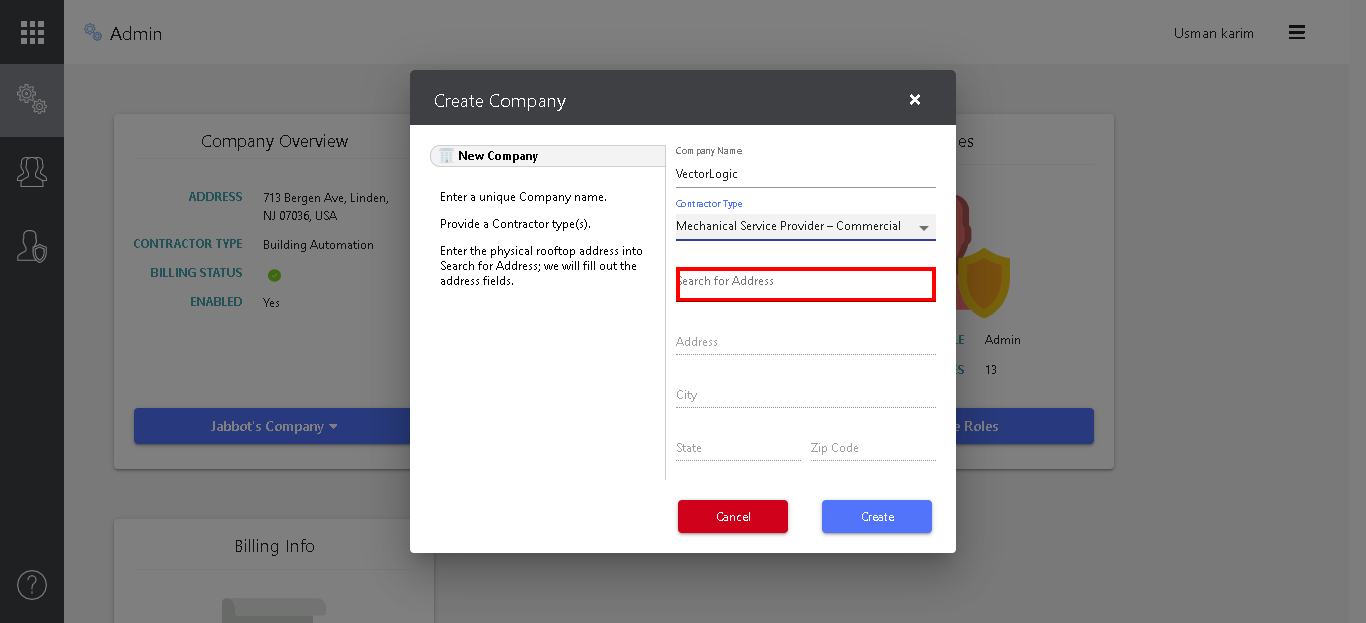 Admin
Usman karim
Company Overview
ADDRESS 713 Bergen Ave, Linden,
NJ 07036, USA
CONTRACTOR TYPE Building Automation
BILLING STATUS
ENABLED Yes
Jabbot's Company
Billing Info
Create Company
New Company
Enter a unique Company name.
Provide a Contractor type(s).
Enter the physical rooftop address into
Search for Address; we will fill out the
address fields.
Company Name
VectorLogic
Contractor Type
Mechanical Service Provider – Commercial
Search for Address
Address
City
State Zip Code
Cancel Create
Admin
13
Roles